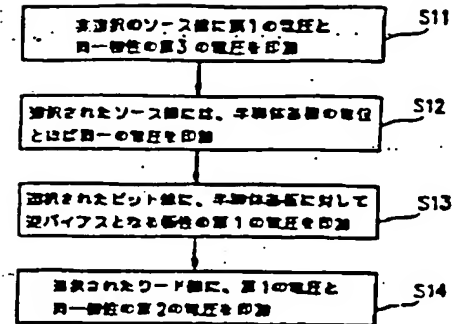 非選択のソース線に第1の電圧と
同一極性の第3の電圧を印加
S11
選択されたソース線には、半導体基板の電位
とほぼ同一の電圧を印加
S12
選択されたビット線に、半導体基板に対して
逆バイアスとなる極性の第1の電圧を印加
S13
選択されたワード線に、第1の電圧と
同一極性の第2の電圧を印加
S14